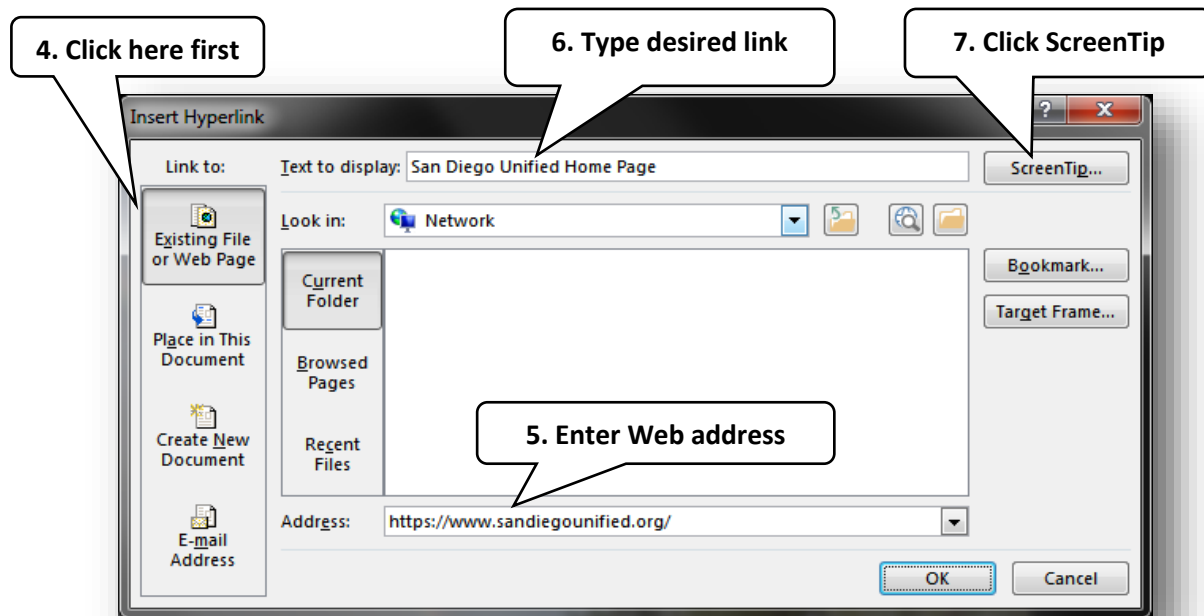 4. Click here first
6. Type desired link
7. Click ScreenTip
Insert Hyperlink
?
X
Link to:
Text to display: San Diego Unified Home Page
ScreenTip...
Existing File
or Web Page
Look in: Network
Current
Folder
Bookmark...
Target Frame...
Place in This
Document
Browsed
Pages
Create New
Document
5. Enter Web address
Recent
Files
Address: https://www.sandiegounified.org/
E-mail
Address
OK
Cancel